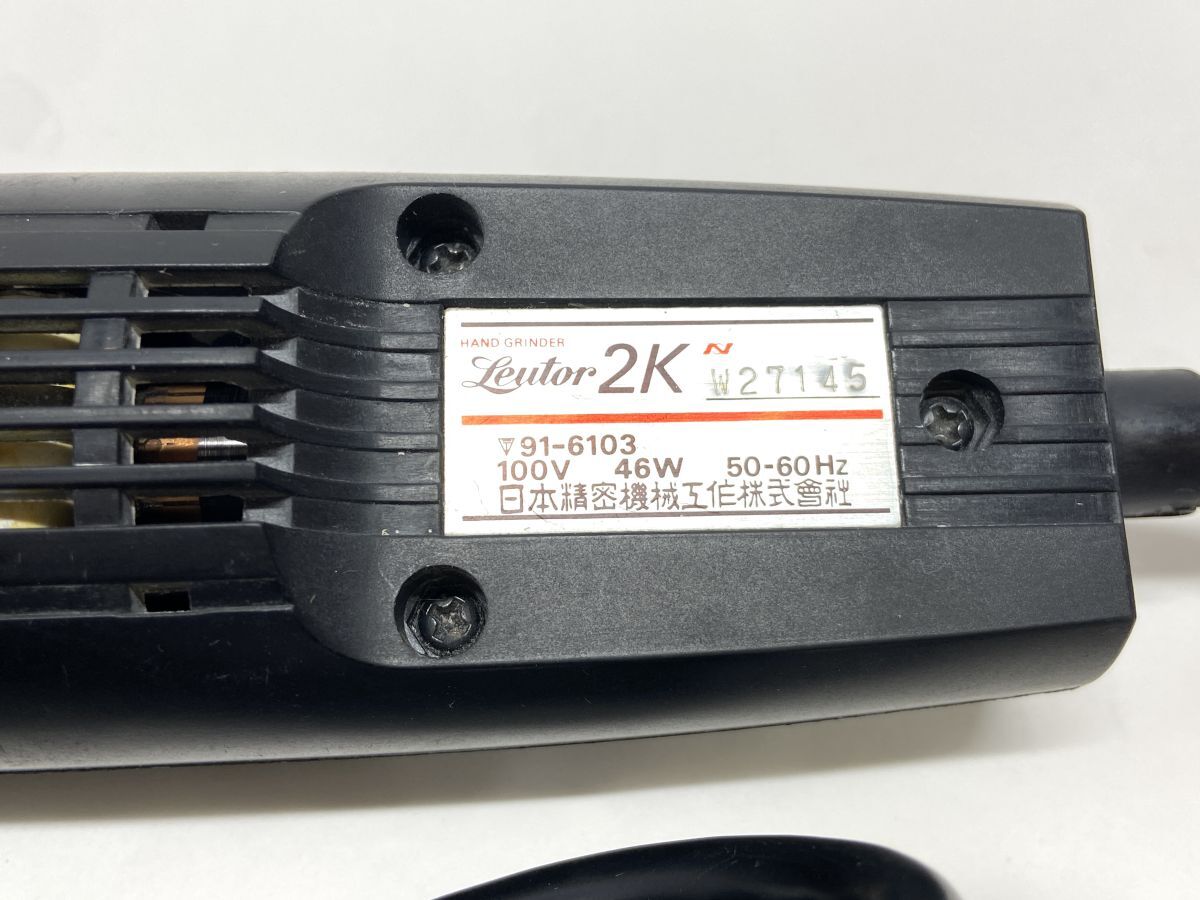 HAND GRINDER
Leutor 2K N W27145
▽91-6103
100V 46W 50-60Hz
日本精密機械工作株式會社